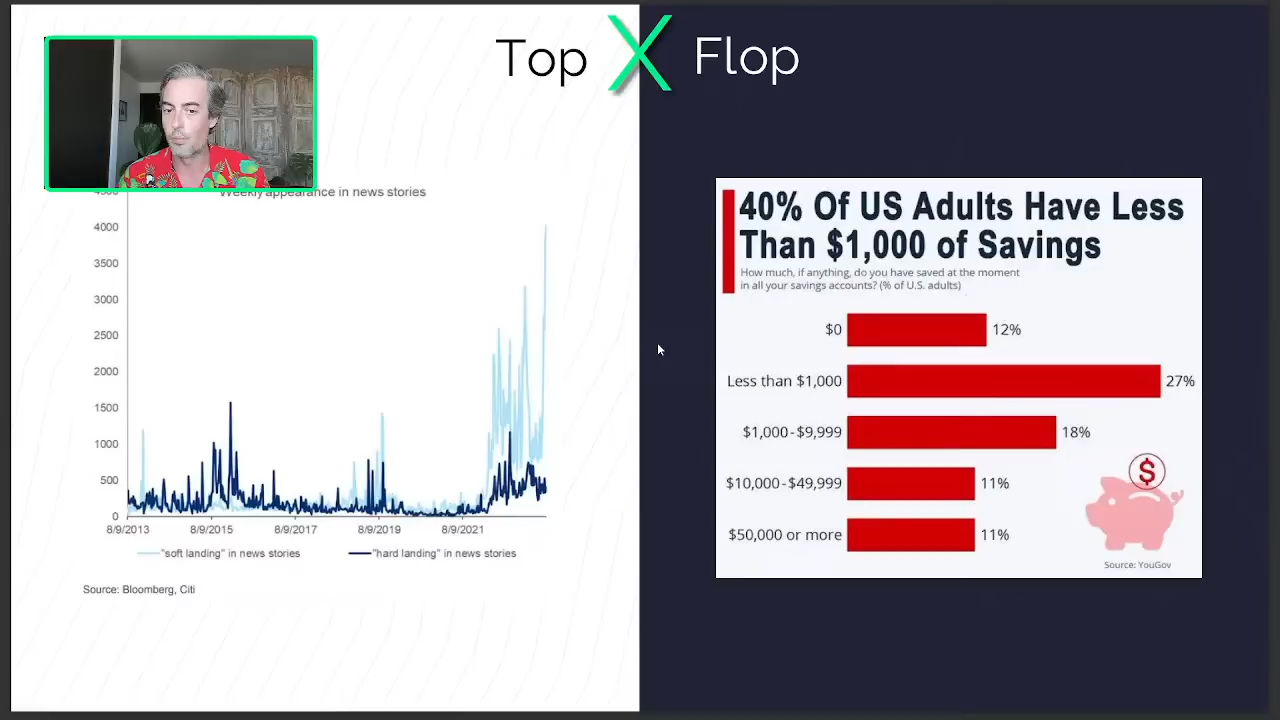 Top X Flop
Weekly appearance in news stories
4500
4000
3500
3000
2500
2000
1500
1000
500
0
8/9/2013 8/9/2015 8/9/2017 8/9/2019 8/9/2021
"soft landing" in news stories "hard landing" in news stories
Source: Bloomberg, Citi
40% Of US Adults Have Less
Than $1,000 of Savings
How much, if anything, do you have saved at the moment
in all your savings accounts? (% of U.S. adults)
$0 12%
Less than $1,000 27%
$1,000-$9,999 18%
$
$10,000-$49,999 11%
$50,000 or more 11%
Source: YouGov